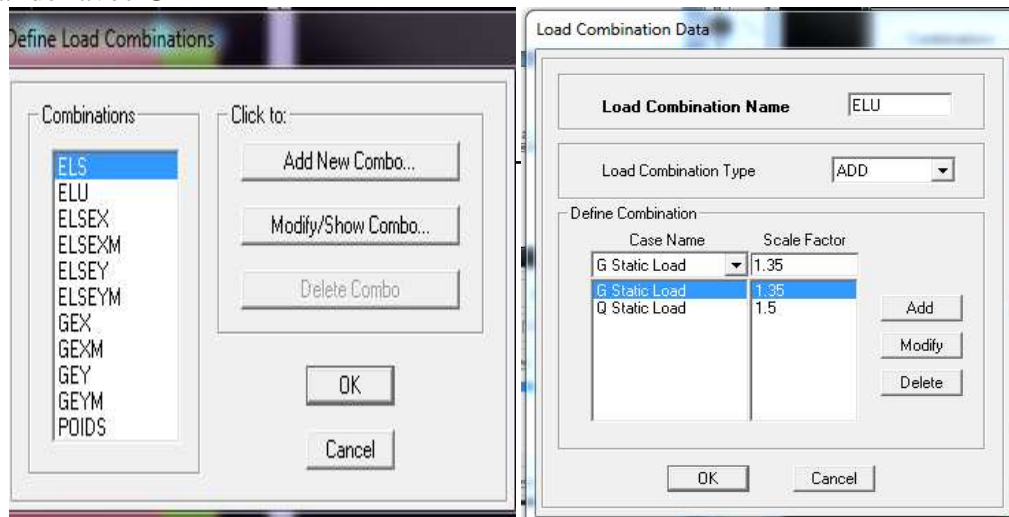 Define Load Combinations
Combinations
ELS
ELU
ELSEX
ELSEXM
ELSEY
ELSEYM
GEX
GEXM
GEY
GEYM
POIDS
Click to:
Add New Combo...
Modify/Show Combo...
Delete Combo
OK
Cancel
Load Combination Data
Load Combination Name ELU
Load Combination Type ADD
Define Combination
Case Name Scale Factor
G Static Load 1.35
G Static Load 1.35
Q Static Load 1.5
Add
Modify
Delete
OK Cancel